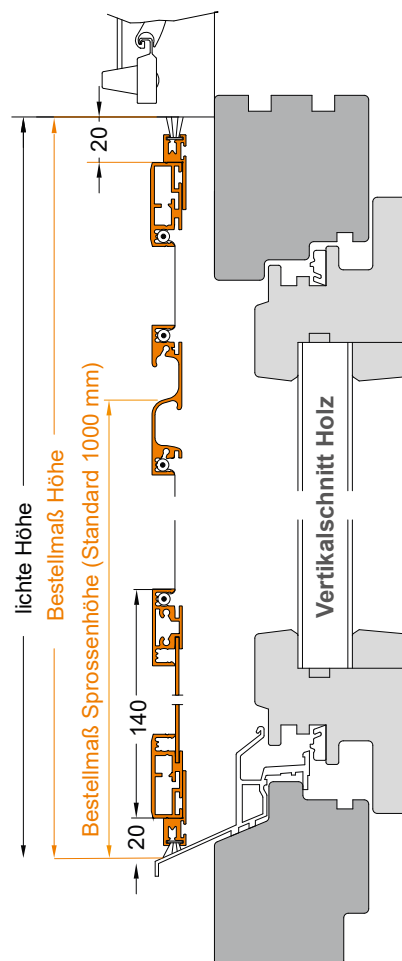 20
lichte Höhe
Bestellmaß Höhe
Bestellmaß Sprossenhöhe (Standard 1000 mm)
Vertikalschnitt Holz
140
20